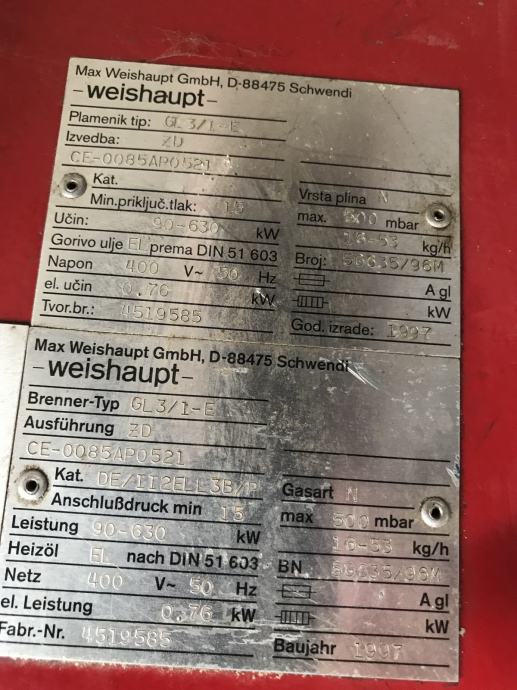 Max Weishaupt GmbH, D-88475 Schwendi
-weishaupt-
Plamenik tip: GL3/1-E
Izvedba: ZD
CE-0085AP0521
Kat. Vrsta plina N
Min.priključ.tlak: 15 max. 500 mbar
Učin: 90-630 kW 16-53 kg/h
Gorivo ulje EL prema DIN 51 603 Broj: 5G635/96M
Napon 400 V~ 50 Hz A gl
el. učin 0.76 kW kW
Tvor.br.: 4519585 God. izrade: 1997
Max Weishaupt GmbH, D-88475 Schwendi
-weishaupt-
Brenner-Typ GL3/1-E
Ausführung ZD
CE-0085AP0521
Kat. DE/II2ELL3B/P Gasart N
Anschlußdruck min 15 max 500 mbar
Leistung 90-630 kW 16-53 kg/h
Heizöl EL nach DIN 51 603 BN 5G635/96M
Netz 400 V~ 50 Hz A gl
el. Leistung 0.76 kW kW
Fabr.-Nr. 4519585 Baujahr 1997